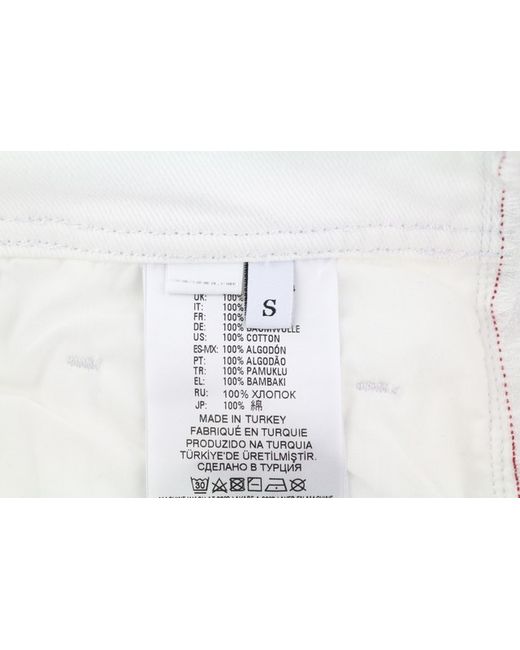 S
UK: 100%
IT: 100%
FR: 100%
DE: 100% BAUMWOLLE
US: 100% COTTON
ES-MX: 100% ALGODÓN
PT: 100% ALGODÃO
TR: 100% PAMUKLU
EL: 100% BAMBAKI
RU: 100% ХЛОПОК
JP: 100% 綿
MADE IN TURKEY
FABRIQUÉ EN TURQUIE
PRODUZIDO NA TURQUIA
TÜRKİYE'DE ÜRETİLMİŞTİR.
СДЕЛАНО В ТУРЦИЯ
30